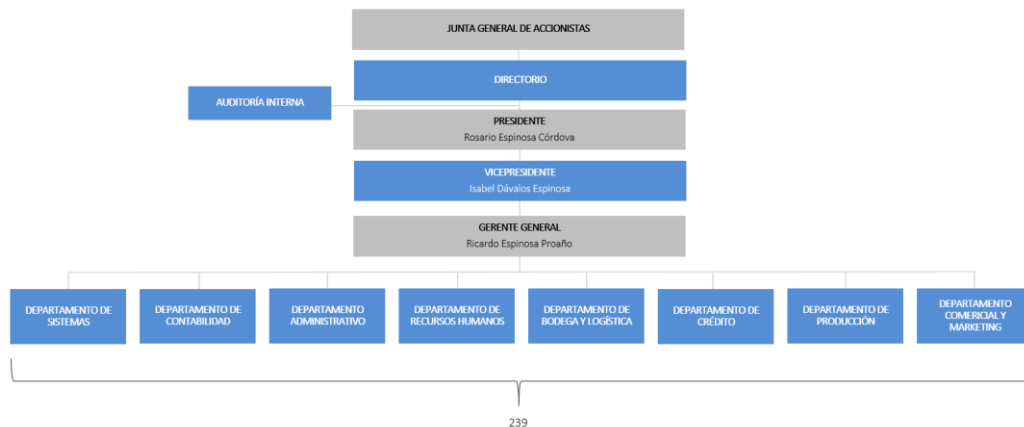 JUNTA GENERAL DE ACCIONISTAS
DIRECTORIO
AUDITORÍA INTERNA
PRESIDENTE
Rosario Espinosa Córdova
VICEPRESIDENTE
Isabel Dávalos Espinosa
GERENTE GENERAL
Ricardo Espinosa Proaño
DEPARTAMENTO DE
SISTEMAS
DEPARTAMENTO DE
CONTABILIDAD
DEPARTAMENTO
ADMINISTRATIVO
DEPARTAMENTO DE
RECURSOS HUMANOS
DEPARTAMENTO DE
BODEGA Y LOGÍSTICA
DEPARTAMENTO DE
CRÉDITO
DEPARTAMENTO DE
PRODUCCIÓN
DEPARTAMENTO
COMERICIAL Y
MARKETING
239